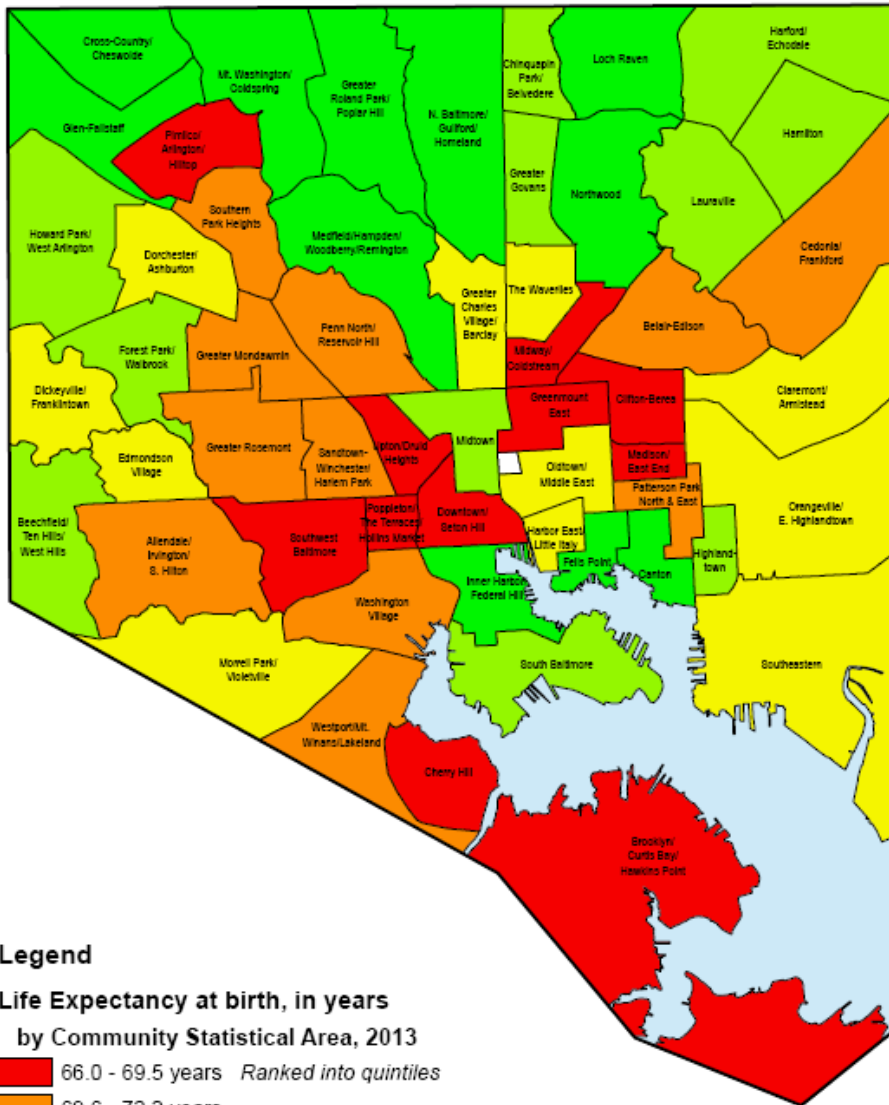 Cross-Country/
Cheswolde
Mt. Washington/
Coldspring
Greater
Roland Park/
Poplar Hill
N. Baltimore/
Guilford/
Homeland
Chinquapin
Park/
Belvedere
Loch Raven
Harford/
Echodale
Glen-Fallstaff
Pimlico/
Arlington/
Hilltop
Greater
Govans
Northwood
Lauraville
Hamilton
Howard Park/
West Arlington
Southern
Park Heights
Dorchester/
Ashburton
Medfield/Hampden/
Woodberry/Remington
Greater
Charles
Village/
Barclay
The Waverlies
Cedonia/
Frankford
Forest Park/
Walbrook
Greater Mondawmin
Penn North/
Reservoir Hill
Midway/
Coldstream
Belair-Edison
Dickeyville/
Franklintown
Greenmount
East
Clifton-Berea
Claremont/
Armistead
Edmondson
Village
Greater Rosemont
Sandtown-
Winchester/
Harlem Park
Upton/Druid
Heights
Midtown
Oldtown/
Middle East
Madison/
East End
Patterson Park
North & East
Orangeville/
E. Highlandtown
Beechfield/
Ten Hills/
West Hills
Allendale/
Irvington/
S. Hilton
Southwest
Baltimore
Poppleton/
The Terraces/
Hollins Market
Downtown/
Seton Hill
Harbor East/
Little Italy
Fells Point
Canton
Highland-
town
Inner Harbor/
Federal Hill
Washington
Village
Morrell Park/
Violetville
South Baltimore
Southeastern
Westport/Mt.
Winans/Lakeland
Cherry Hill
Brooklyn/
Curtis Bay/
Hawkins Point
Legend
Life Expectancy at birth, in years
by Community Statistical Area, 2013
66.0 - 69.5 years Ranked into quintiles